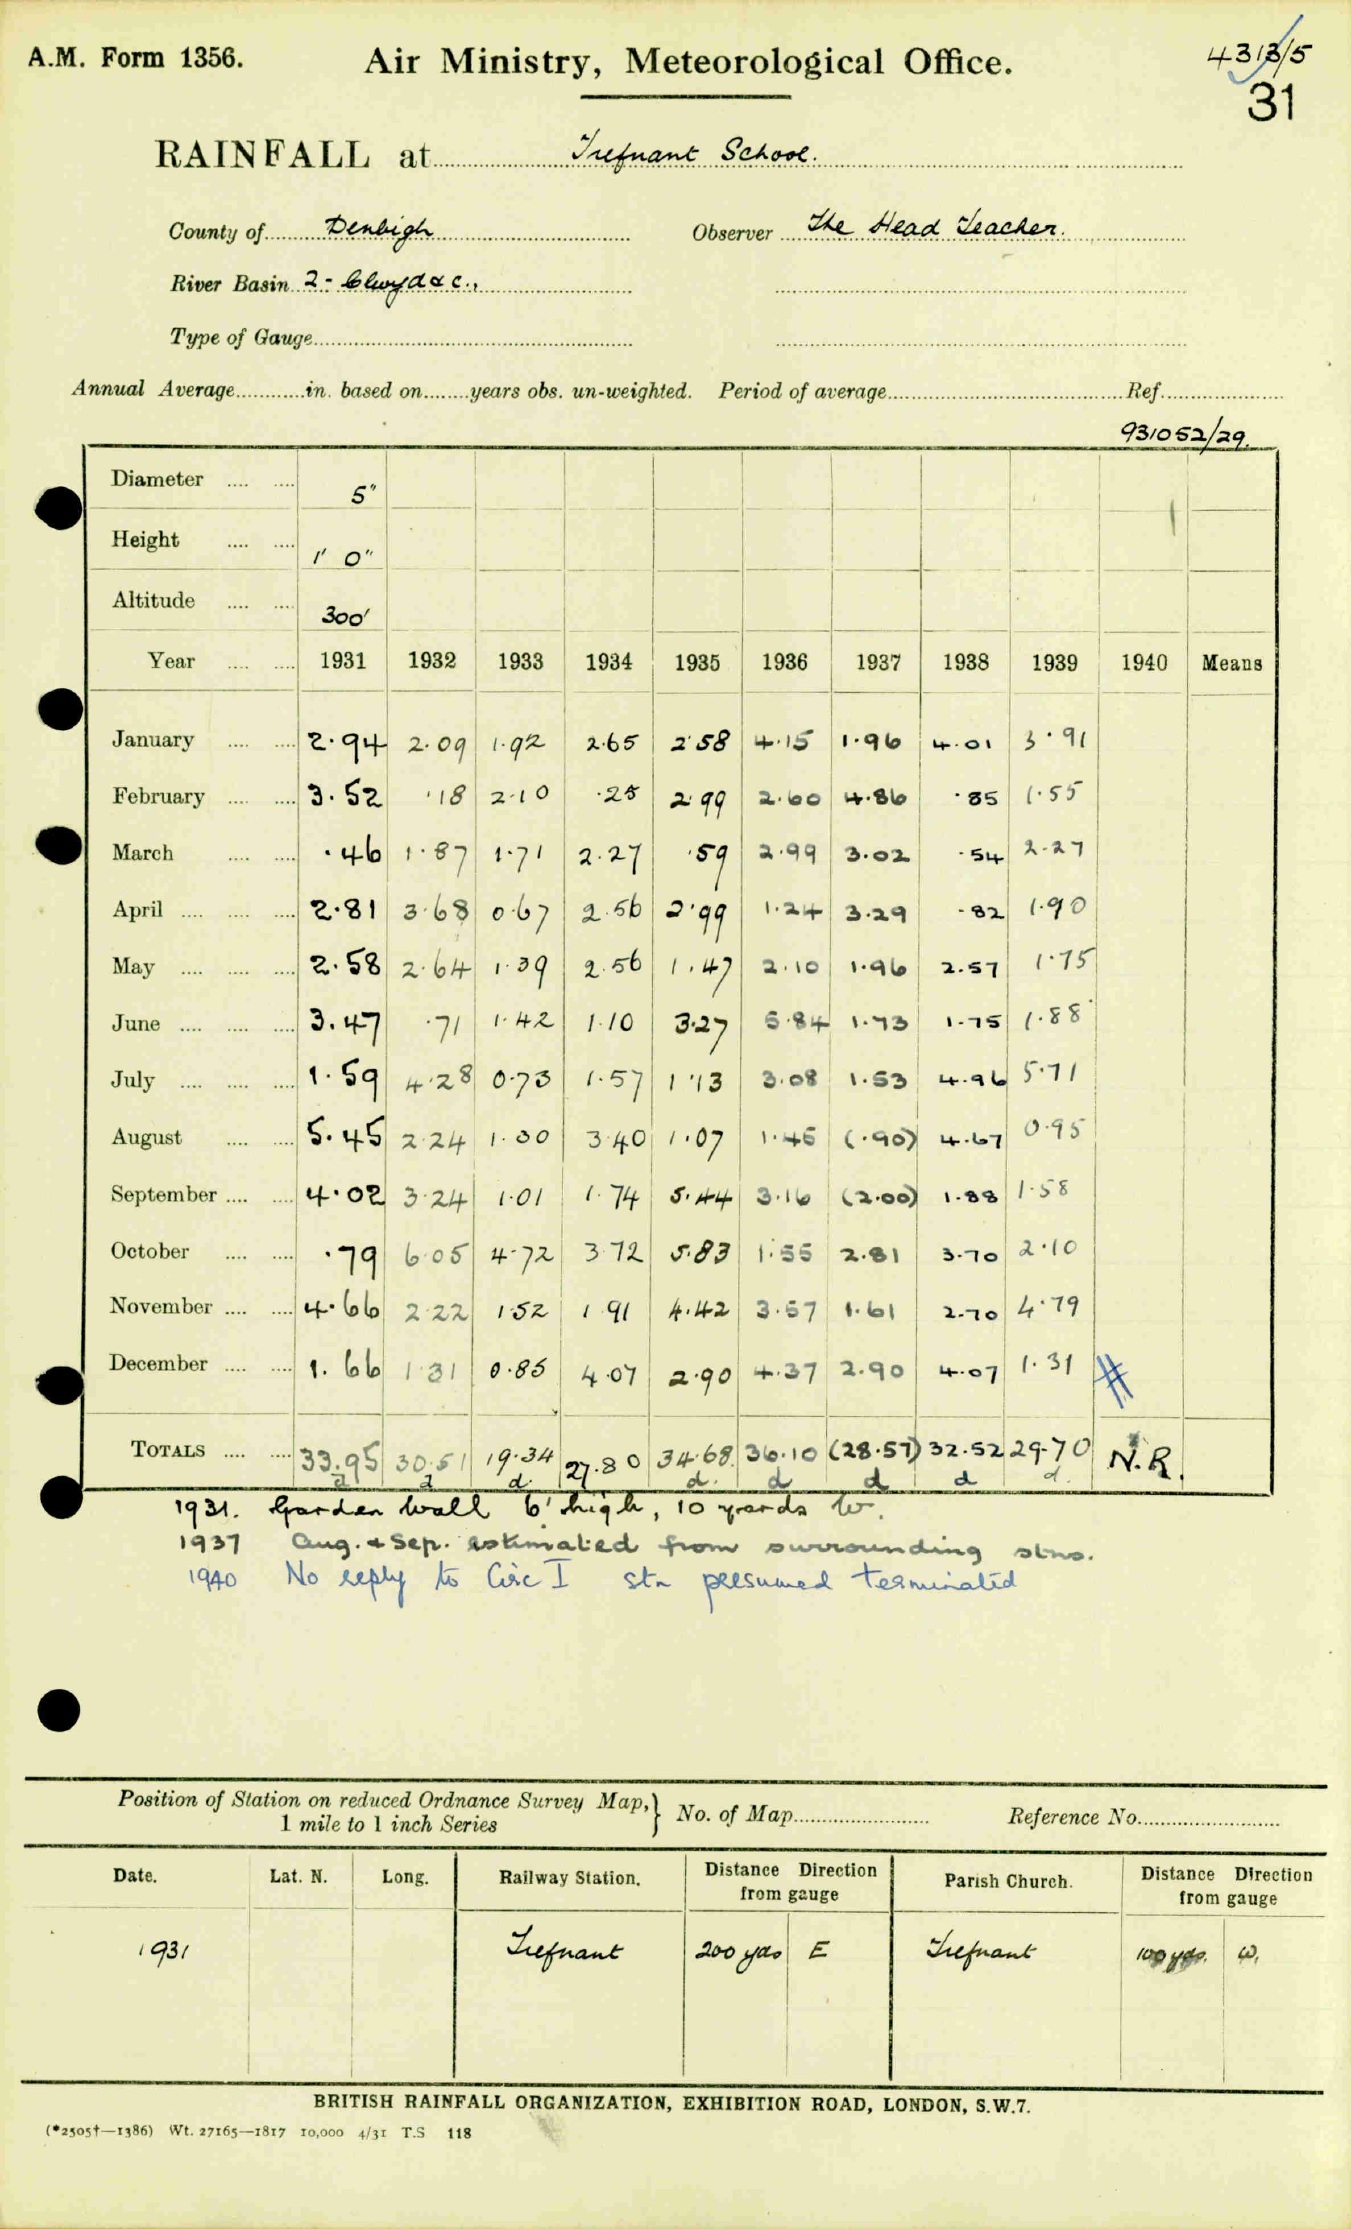 A.M. Form 1356. Air Ministry, Meteorological Office. 4313/5
31
RAINFALL at Trefnant School.
County of Denbigh Observer The Head Teacher.
River Basin 2 - Clwyd & c.,
Type of Gauge
Annual Average in. based on years obs. un-weighted. Period of average Ref.
931052/29
Diameter 5"
Height 1' 0"
Altitude 300'
Year 1931 1932 1933 1934 1935 1936 1937 1938 1939 1940 Means
January 2.94 2.09 1.92 2.65 2.58 4.15 1.96 4.01 3.91
February 3.52 .18 2.10 .25 2.99 2.60 4.86 .85 1.55
March .46 1.87 1.71 2.27 .59 2.99 3.02 .54 2.27
April 2.81 3.68 0.67 2.56 2.99 1.24 3.29 .82 1.90
May 2.58 2.64 1.39 2.56 1.47 2.10 1.96 2.57 1.75
June 3.47 .71 1.42 1.10 3.27 5.84 1.73 1.75 1.88
July 1.59 4.28 0.73 1.57 1.13 3.08 1.53 4.96 5.71
August 5.45 2.24 1.30 3.40 1.07 1.45 (.90) 4.67 0.95
September 4.02 3.24 1.01 1.74 5.44 3.16 (2.00) 1.88 1.58
October .79 6.05 4.72 3.72 5.83 1.55 2.81 3.70 2.10
November 4.66 2.22 1.52 1.91 4.42 3.57 1.61 2.70 4.79
December 1.66 1.31 0.85 4.07 2.90 4.37 2.90 4.07 1.31 #
TOTALS 33.95 30.51 19.34 27.80 34.68 36.10 (28.57) 32.52 29.70 N.R.
d d d d d d d d
1931. Garden wall 6' high, 10 yards W.
1937 Aug. & Sep. estimated from surrounding stns.
1940 No reply to Circ I stn presumed terminated
Position of Station on reduced Ordnance Survey Map, 1 mile to 1 inch Series } No. of Map Reference No.
Date. Lat. N. Long. Railway Station. Distance Direction from gauge Parish Church. Distance Direction from gauge
1931 Trefnant 200 yds E Trefnant 100 yds. W.
BRITISH RAINFALL ORGANIZATION, EXHIBITION ROAD, LONDON, S.W.7.
(*2505†—1386) Wt. 27165—1817 10,000 4/31 T.S 118